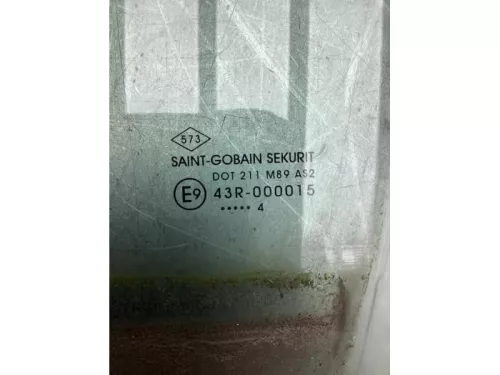 573
SAINT-GOBAIN SEKURIT
DOT 211 M89 AS2
E9 43R-000015
••••• 4